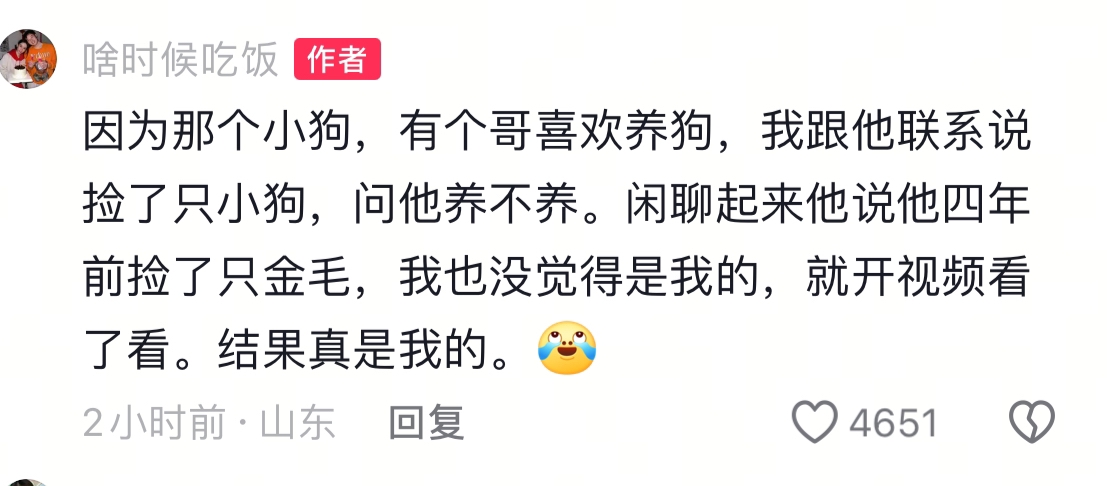 啥时候吃饭 作者
因为那个小狗，有个哥喜欢养狗，我跟他联系说
捡了只小狗，问他养不养。闲聊起来他说他四年
前捡了只金毛，我也没觉得是我的，就开视频看
了看。结果真是我的。
2小时前·山东 回复 4651